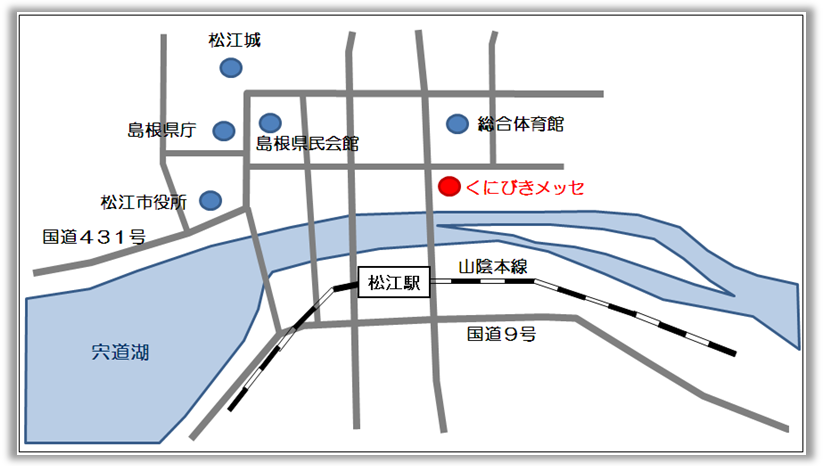 松江城
島根県庁
島根県民会館
総合体育館
松江市役所
くにびきメッセ
国道431号
松江駅
山陰本線
国道9号
宍道湖